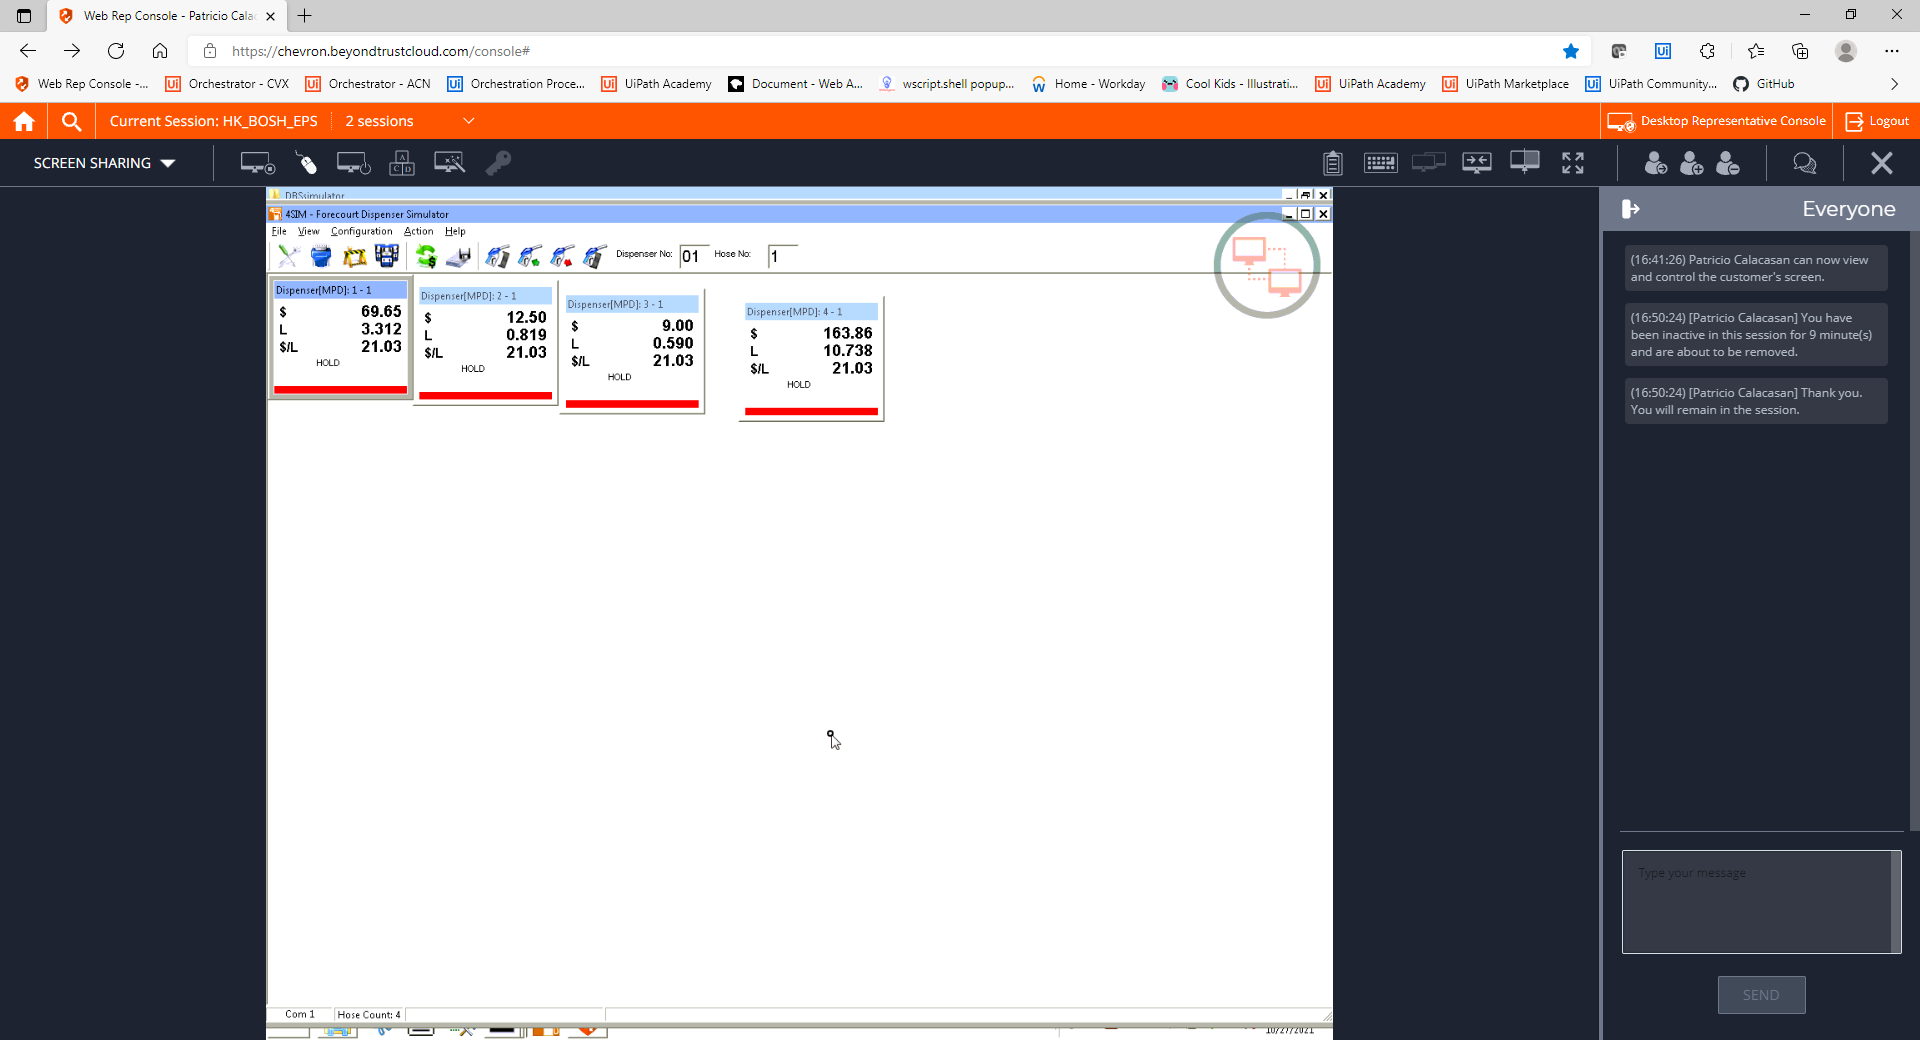 Web Rep Console - Patricio Cala
https://chevron.beyondtrustcloud.com/console#
Web Rep Console -...
Orchestrator - CVX
Orchestrator - ACN
Orchestration Proce...
UiPath Academy
Document - Web A...
wscript.shell popup...
Home - Workday
Cool Kids - Illustrati...
UiPath Academy
UiPath Marketplace
UiPath Community...
GitHub
Current Session: HK_BOSH_EPS
2 sessions
Desktop Representative Console
Logout
SCREEN SHARING
DBSsimulator
4SIM - Forecourt Dispenser Simulator
File View Configuration Action Help
Dispenser No: 01 Hose No: 1
Dispenser[MPD]: 1 - 1
$ 69.65
L 3.312
$/L 21.03
HOLD
Dispenser[MPD]: 2 - 1
$ 12.50
L 0.819
$/L 21.03
HOLD
Dispenser[MPD]: 3 - 1
$ 9.00
L 0.590
$/L 21.03
HOLD
Dispenser[MPD]: 4 - 1
$ 163.86
L 10.738
$/L 21.03
HOLD
Com 1
Hose Count: 4
10/27/2021
Everyone
(16:41:26) Patricio Calacasan can now view
and control the customer's screen.
(16:50:24) [Patricio Calacasan] You have
been inactive in this session for 9 minute(s)
and are about to be removed.
(16:50:24) [Patricio Calacasan] Thank you.
You will remain in the session.
Type your message
SEND